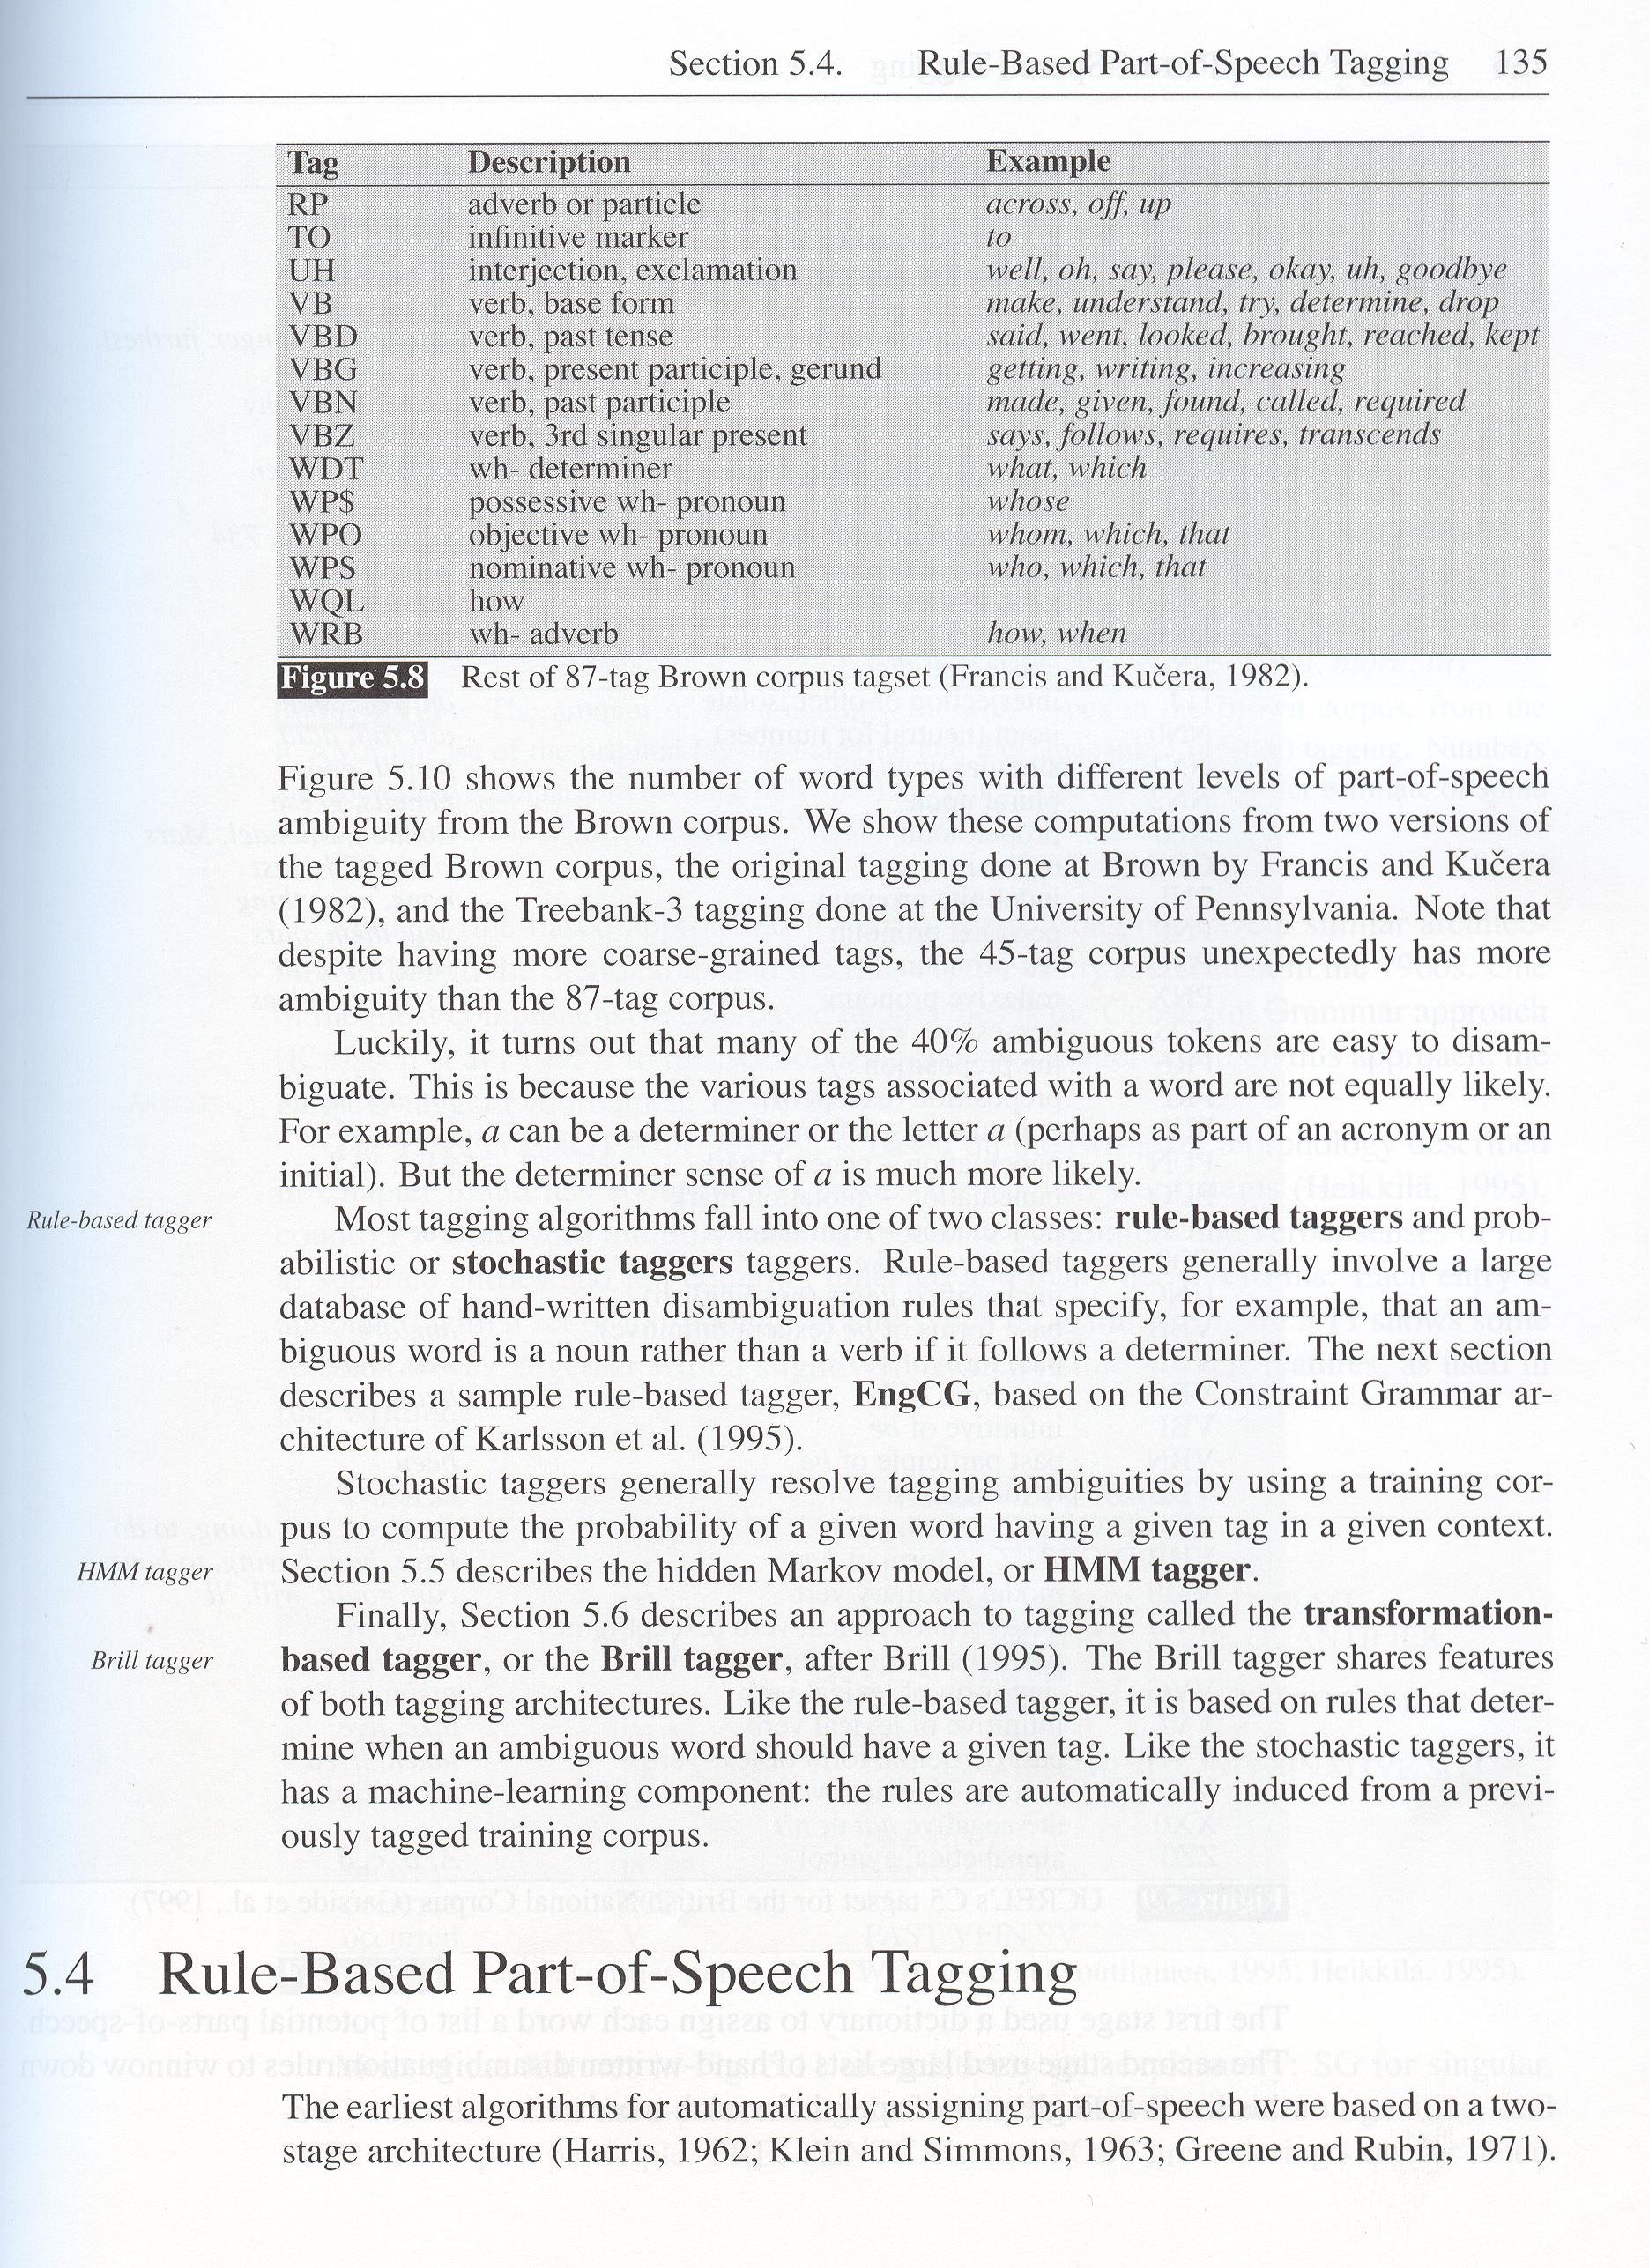 Section 5.4. Rule-Based Part-of-Speech Tagging 135
Tag Description Example
RP adverb or particle across, off, up
TO infinitive marker to
UH interjection, exclamation well, oh, say, please, okay, uh, goodbye
VB verb, base form make, understand, try, determine, drop
VBD verb, past tense said, went, looked, brought, reached, kept
VBG verb, present participle, gerund getting, writing, increasing
VBN verb, past participle made, given, found, called, required
VBZ verb, 3rd singular present says, follows, requires, transcends
WDT wh- determiner what, which
WP$ possessive wh- pronoun whose
WPO objective wh- pronoun whom, which, that
WPS nominative wh- pronoun who, which, that
WQL how
WRB wh- adverb how, when
Figure 5.8 Rest of 87-tag Brown corpus tagset (Francis and Kučera, 1982).
Figure 5.10 shows the number of word types with different levels of part-of-speech
ambiguity from the Brown corpus. We show these computations from two versions of
the tagged Brown corpus, the original tagging done at Brown by Francis and Kučera
(1982), and the Treebank-3 tagging done at the University of Pennsylvania. Note that
despite having more coarse-grained tags, the 45-tag corpus unexpectedly has more
ambiguity than the 87-tag corpus.
Luckily, it turns out that many of the 40% ambiguous tokens are easy to disam-
biguate. This is because the various tags associated with a word are not equally likely.
For example, a can be a determiner or the letter a (perhaps as part of an acronym or an
initial). But the determiner sense of a is much more likely.
Rule-based tagger Most tagging algorithms fall into one of two classes: rule-based taggers and prob-
abilistic or stochastic taggers taggers. Rule-based taggers generally involve a large
database of hand-written disambiguation rules that specify, for example, that an am-
biguous word is a noun rather than a verb if it follows a determiner. The next section
describes a sample rule-based tagger, EngCG, based on the Constraint Grammar ar-
chitecture of Karlsson et al. (1995).
Stochastic taggers generally resolve tagging ambiguities by using a training cor-
pus to compute the probability of a given word having a given tag in a given context.
HMM tagger Section 5.5 describes the hidden Markov model, or HMM tagger.
Finally, Section 5.6 describes an approach to tagging called the transformation-
Brill tagger based tagger, or the Brill tagger, after Brill (1995). The Brill tagger shares features
of both tagging architectures. Like the rule-based tagger, it is based on rules that deter-
mine when an ambiguous word should have a given tag. Like the stochastic taggers, it
has a machine-learning component: the rules are automatically induced from a previ-
ously tagged training corpus.
5.4 Rule-Based Part-of-Speech Tagging
The earliest algorithms for automatically assigning part-of-speech were based on a two-
stage architecture (Harris, 1962; Klein and Simmons, 1963; Greene and Rubin, 1971).